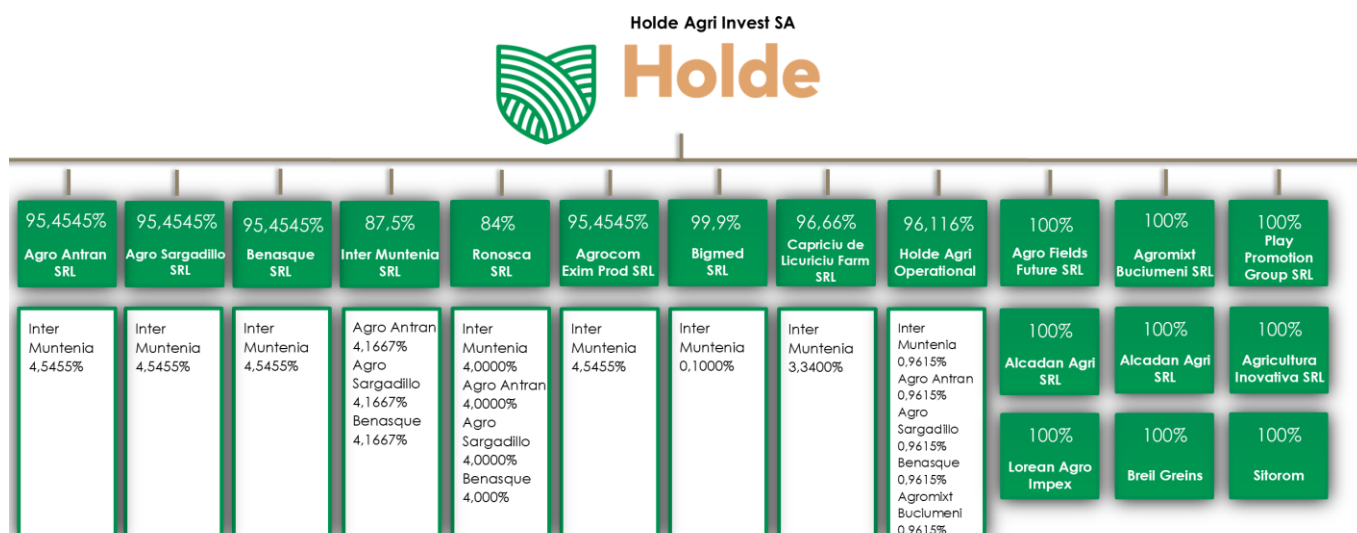 Holde Agri Invest SA
Holde
95,4545%
Agro Antran
SRL
95,4545%
Agro Sargadillo
SRL
95,4545%
Benasque
SRL
87,5%
Inter Muntenia
SRL
84%
Ronosca
SRL
95,4545%
Agrocom
Exim Prod SRL
99,9%
Bigmed
SRL
96,66%
Capriciu de
Licuriciu Farm
SRL
96,116%
Holde Agri
Operational
100%
Agro Fields
Future SRL
100%
Agromixt
Buciumeni SRL
100%
Play
Promotion
Group SRL
Inter
Muntenia
4,5455%
Inter
Muntenia
4,5455%
Inter
Muntenia
4,5455%
Agro Antran
4,1667%
Agro
Sargadillo
4,1667%
Benasque
4,1667%
Inter
Muntenia
4,0000%
Agro Antran
4,0000%
Agro
Sargadillo
4,0000%
Benasque
4,000%
Inter
Muntenia
4,5455%
Inter
Muntenia
0,1000%
Inter
Muntenia
3,3400%
Inter
Muntenia
0,9615%
Agro Antran
0,9615%
Agro
Sargadillo
0,9615%
Benasque
0,9615%
Agromixt
Buciumeni
0,9615%
100%
Alcadan Agri
SRL
100%
Alcadan Agri
SRL
100%
Agricultura
Inovativa SRL
100%
Lorean Agro
Impex
100%
Breil Greins
100%
Sitorom